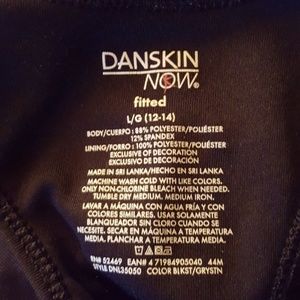 DANSKIN
NOW®
fitted
L/G (12-14)
BODY/CUERPO: 88% POLYESTER/POLIÉSTER
12% SPANDEX
LINING/FORRO: 100% POLYESTER/POLIÉSTER
EXCLUSIVE OF DECORATION
EXCLUSIVO DE DECORACIÓN
MADE IN SRI LANKA/HECHO EN SRI LANKA
MACHINE WASH COLD WITH LIKE COLORS.
ONLY NON-CHLORINE BLEACH WHEN NEEDED.
TUMBLE DRY MEDIUM. MEDIUM IRON.
LAVAR A MÁQUINA CON AGUA FRÍA Y CON
COLORES SIMILARES. USAR SOLAMENTE
BLANQUEADOR SIN CLORO CUANDO SE
NECESITE. SECAR EN MÁQUINA A TEMPERATURA
MEDIA. PLANCHAR A TEMPERATURA MEDIA.
RN# 52469 EAN# 4 71984905040 44M
STYLE DNL35050 COLOR BLKST/GRYSTN